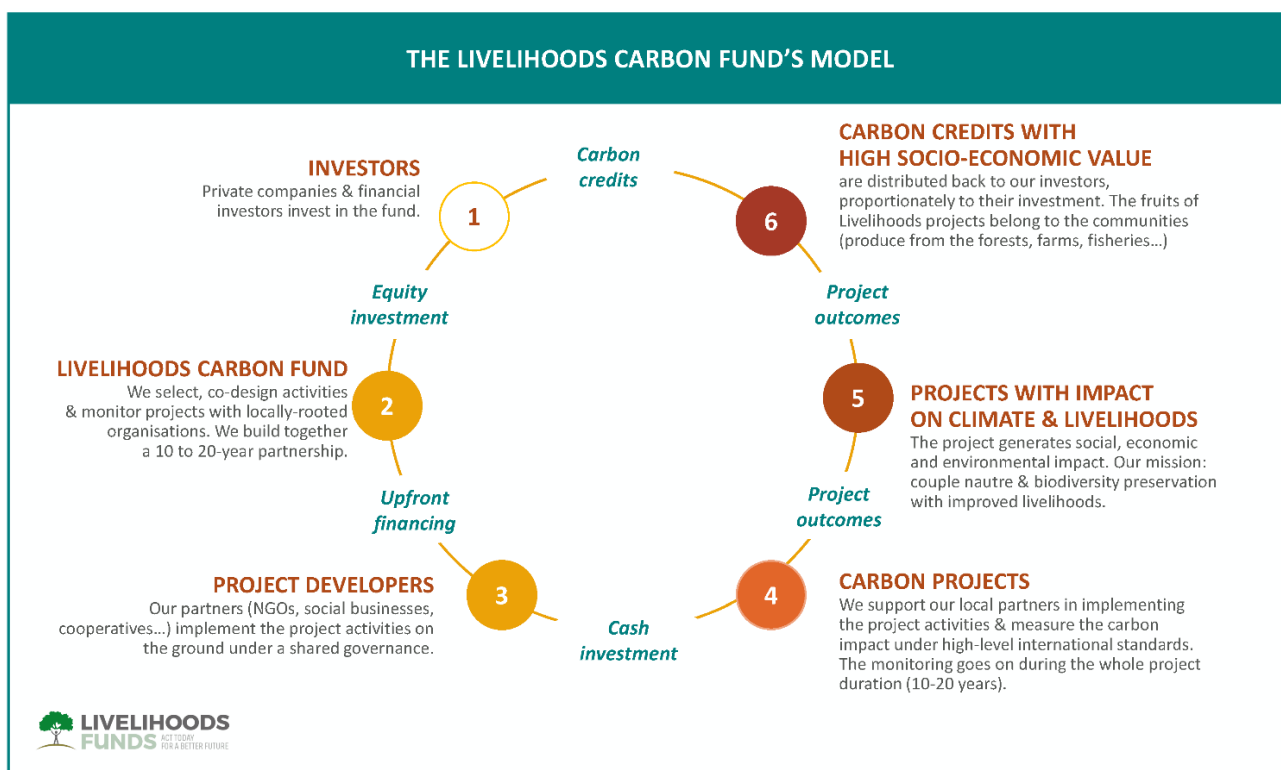 THE LIVELIHOODS CARBON FUND'S MODEL
INVESTORS
Private companies & financial
investors invest in the fund.
1
Equity
investment
LIVELIHOODS CARBON FUND
We select, co-design activities
& monitor projects with locally-rooted
organisations. We build together
a 10 to 20-year partnership.
2
Upfront
financing
PROJECT DEVELOPERS
Our partners (NGOs, social businesses,
cooperatives...) implement the project activities on
the ground under a shared governance.
3
Cash
investment
4
CARBON PROJECTS
We support our local partners in implementing
the project activities & measure the carbon
impact under high-level international standards.
The monitoring goes on during the whole project
duration (10-20 years).
Project
outcomes
5
PROJECTS WITH IMPACT
ON CLIMATE & LIVELIHOODS
The project generates social, economic
and environmental impact. Our mission:
couple nautre & biodiversity preservation
with improved livelihoods.
Project
outcomes
6
CARBON CREDITS WITH
HIGH SOCIO-ECONOMIC VALUE
are distributed back to our investors,
proportionately to their investment. The fruits of
Livelihoods projects belong to the communities
(produce from the forests, farms, fisheries...)
Carbon
credits
LIVELIHOODS
FUNDS
ACT TODAY
FOR A BETTER FUTURE